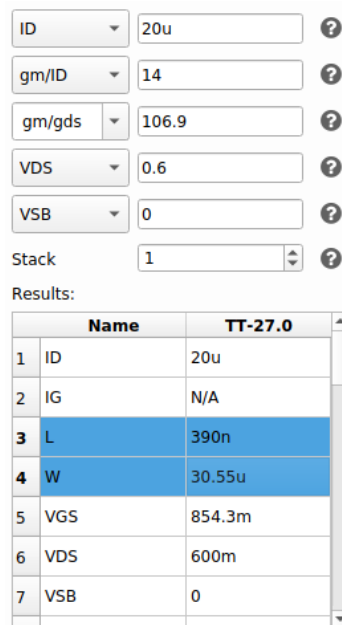 ID 20u ?
gm/ID 14 ?
gm/gds 106.9 ?
VDS 0.6 ?
VSB 0 ?
Stack 1 ?
Results:
Name TT-27.0
1 ID 20u
2 IG N/A
3 L 390n
4 W 30.55u
5 VGS 854.3m
6 VDS 600m
7 VSB 0